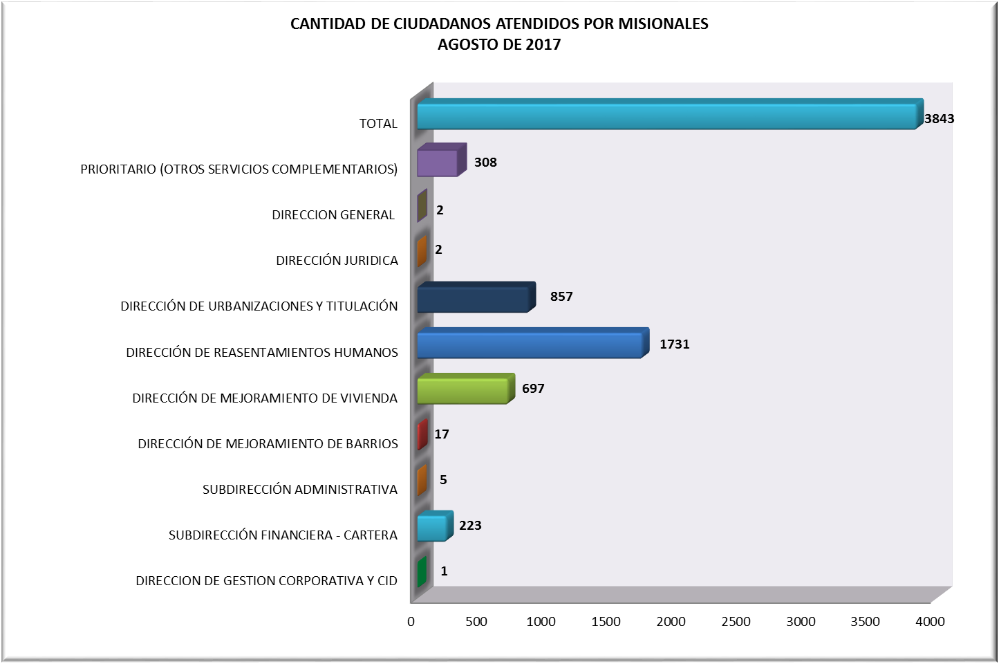 CANTIDAD DE CIUDADANOS ATENDIDOS POR MISIONALES
AGOSTO DE 2017
TOTAL 3843
PRIORITARIO (OTROS SERVICIOS COMPLEMENTARIOS) 308
DIRECCION GENERAL 2
DIRECCIÓN JURIDICA 2
DIRECCIÓN DE URBANIZACIONES Y TITULACIÓN 857
DIRECCIÓN DE REASENTAMIENTOS HUMANOS 1731
DIRECCIÓN DE MEJORAMIENTO DE VIVIENDA 697
DIRECCIÓN DE MEJORAMIENTO DE BARRIOS 17
SUBDIRECCIÓN ADMINISTRATIVA 5
SUBDIRECCIÓN FINANCIERA - CARTERA 223
DIRECCION DE GESTION CORPORATIVA Y CID 1
0 500 1000 1500 2000 2500 3000 3500 4000